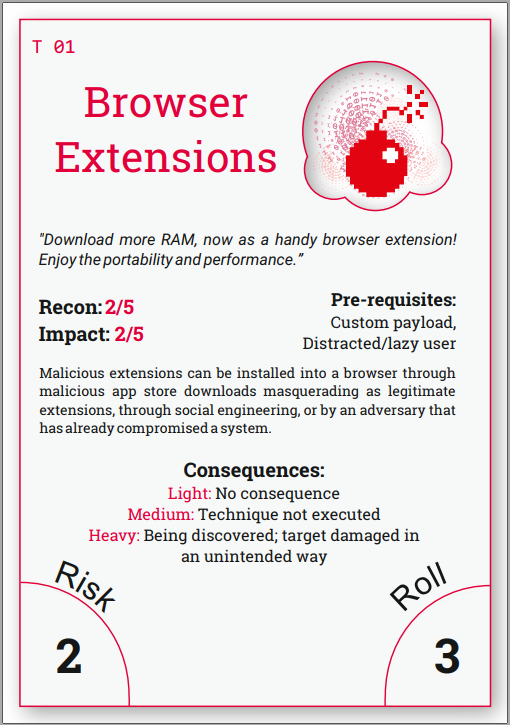 T 01
Browser
Extensions
"Download more RAM, now as a handy browser extension!
Enjoy the portability and performance.”
Recon: 2/5
Impact: 2/5
Pre-requisites:
Custom payload,
Distracted/lazy user
Malicious extensions can be installed into a browser through
malicious app store downloads masquerading as legitimate
extensions, through social engineering, or by an adversary that
has already compromised a system.
Consequences:
Light: No consequence
Medium: Technique not executed
Heavy: Being discovered; target damaged in
an unintended way
Risk
2
Roll
3